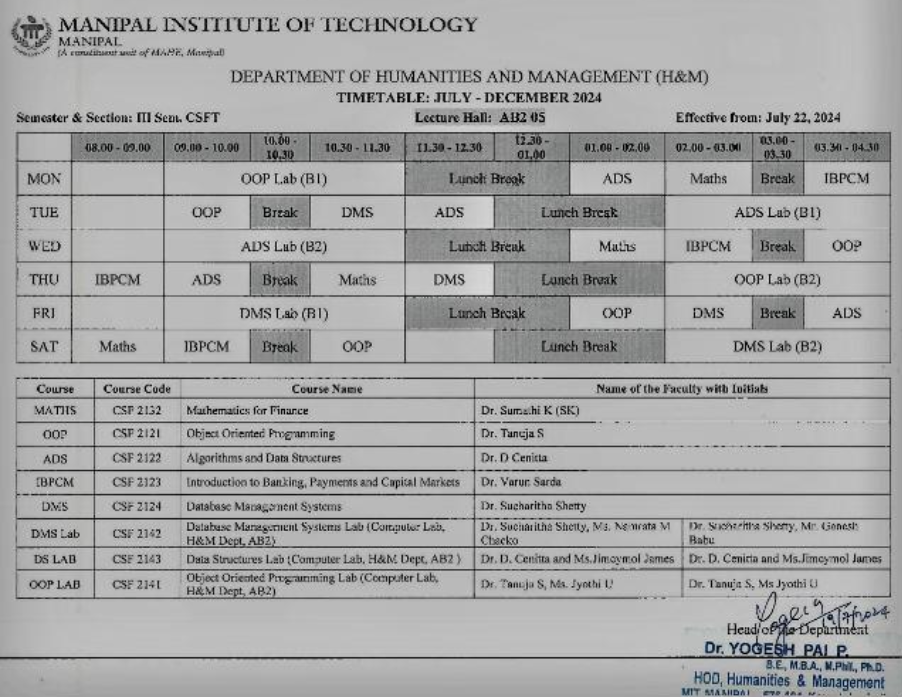 MANIPAL INSTITUTE OF TECHNOLOGY
MANIPAL
(A constituent unit of MAHE, Manipal)
DEPARTMENT OF HUMANITIES AND MANAGEMENT (H&M)
TIMETABLE: JULY - DECEMBER 2024
Semester & Section: III Sem. CSFT Lecture Hall: AB2 05 Effective from: July 22, 2024
08.00 - 09.00 09.00 - 10.00 10.00 - 10.30 10.30 - 11.30 11.30 - 12.30 12.30 - 01.00 01.00 - 02.00 02.00 - 03.00 03.00 - 03.30 03.30 - 04.30
MON OOP Lab (B1) Lunch Break ADS Maths Break IBPCM
TUE OOP Break DMS ADS Lunch Break ADS Lab (B1)
WED ADS Lab (B2) Lunch Break Maths IBPCM Break OOP
THU IBPCM ADS Break Maths DMS Lunch Break OOP Lab (B2)
FRI DMS Lab (B1) Lunch Break OOP DMS Break ADS
SAT Maths IBPCM Break OOP Lunch Break DMS Lab (B2)
Course Course Code Course Name Name of the Faculty with Initials
MATHS CSF 2132 Mathematics for Finance Dr. Sumathi K (SK)
OOP CSF 2121 Object Oriented Programming Dr. Tanuja S
ADS CSF 2122 Algorithms and Data Structures Dr. D Cenitta
IBPCM CSF 2123 Introduction to Banking, Payments and Capital Markets Dr. Varun Sarda
DMS CSF 2124 Database Management Systems Dr. Sucharitha Shetty
DMS Lab CSF 2142 Database Management Systems Lab (Computer Lab, H&M Dept, AB2) Dr. Sucharitha Shetty, Ms. Namrata M Chacko Dr. Sucharitha Shetty, Mr. Ganesh Babu
DS LAB CSF 2143 Data Structures Lab (Computer Lab, H&M Dept, AB2 ) Dr. D. Cenitta and Ms.Jimcymol James Dr. D. Cenitta and Ms.Jimcymol James
OOP LAB CSF 2141 Object Oriented Programming Lab (Computer Lab, H&M Dept, AB2) Dr. Tanuja S, Ms. Jyothi U Dr. Tanuja S, Ms Jyothi U
19/7/2024
Head of the Department
Dr. YOGESH PAI P.
B.E., M.B.A., M.Phil., Ph.D.
HOD, Humanities & Management
MIT MANIPAL